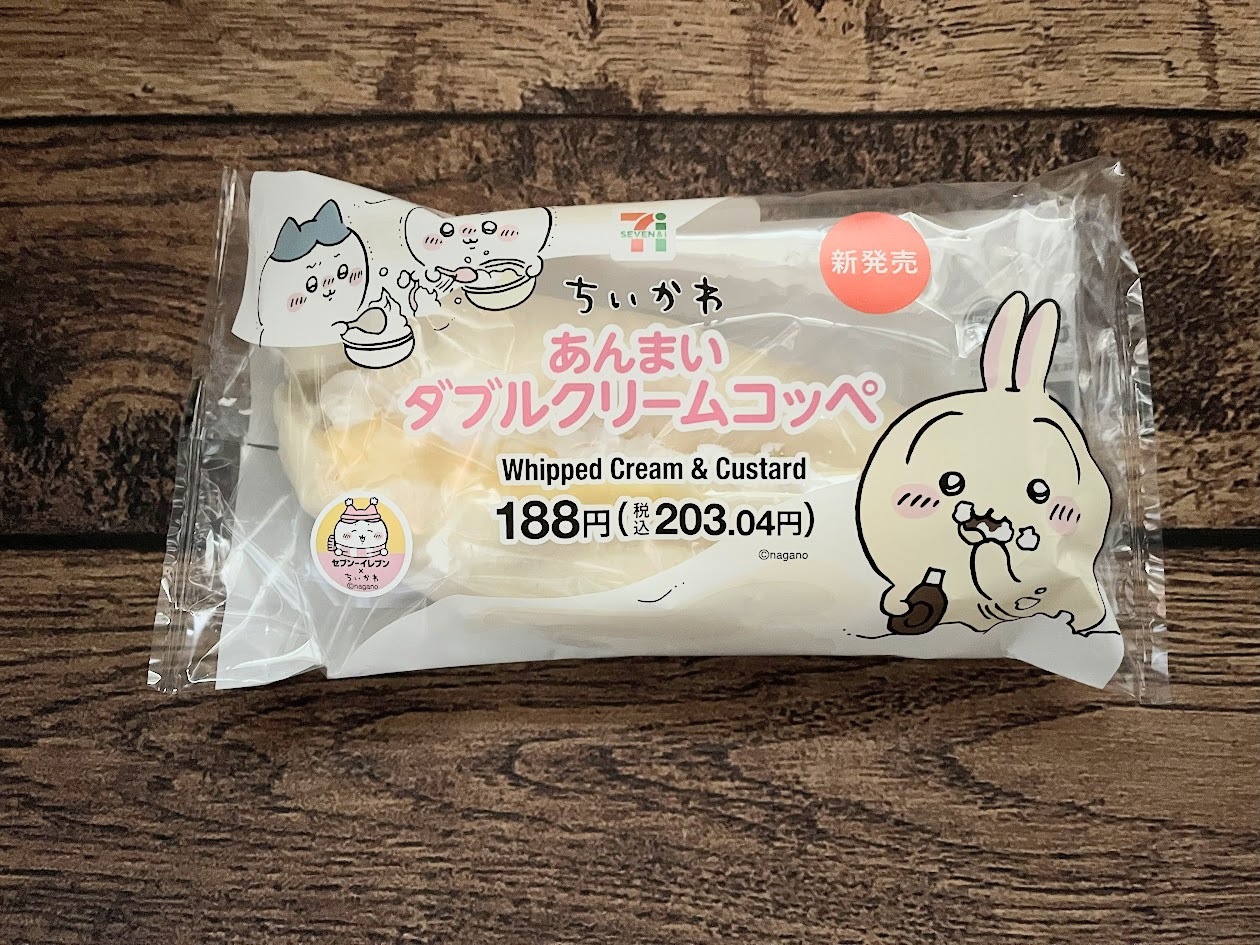 SEVEN & i
新発売
ちいかわ
あんまい
ダブルクリームコッペ
Whipped Cream & Custard
188円(税込203.04円)
©nagano
セブン-イレブン
×
ちいかわ
©nagano